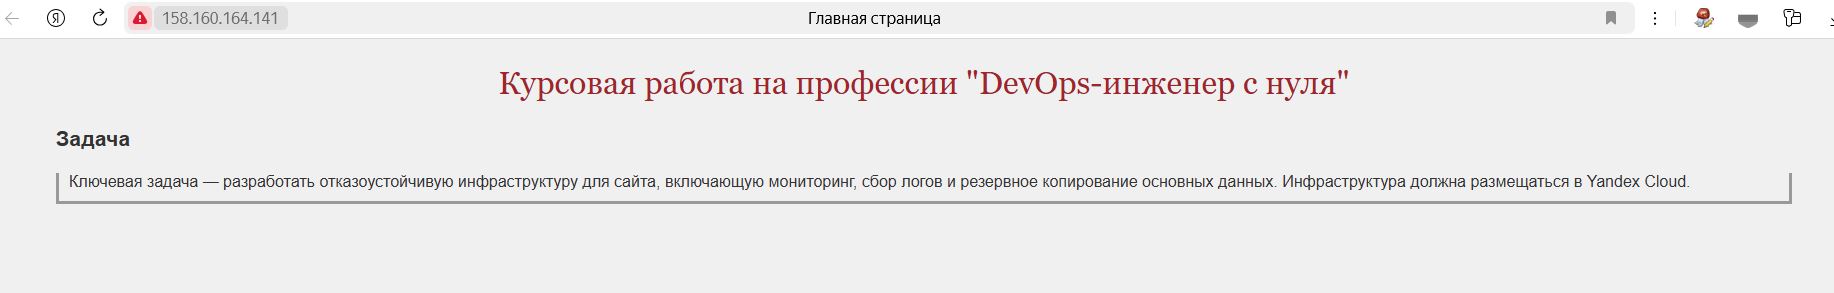 158.160.164.141 Главная страница
Курсовая работа на профессии "DevOps-инженер с нуля"
Задача
Ключевая задача — разработать отказоустойчивую инфраструктуру для сайта, включающую мониторинг, сбор логов и резервное копирование основных данных. Инфраструктура должна размещаться в Yandex Cloud.